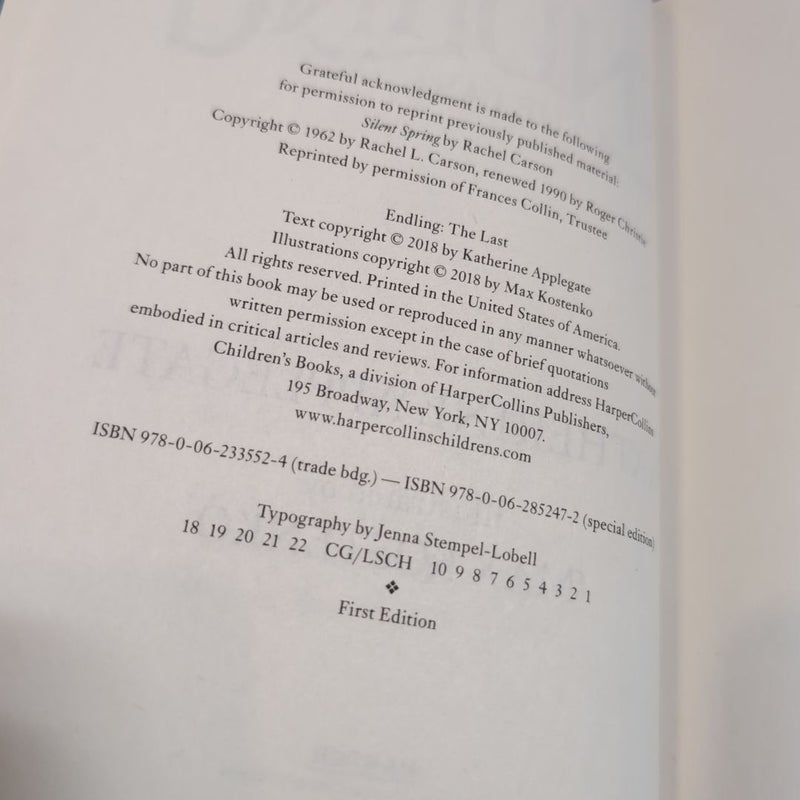 Grateful acknowledgment is made to the following
for permission to reprint previously published material:
Silent Spring by Rachel Carson
Copyright © 1962 by Rachel L. Carson, renewed 1990 by Roger Christie
Reprinted by permission of Frances Collin, Trustee
Endling: The Last
Text copyright © 2018 by Katherine Applegate
Illustrations copyright © 2018 by Max Kostenko
All rights reserved. Printed in the United States of America.
No part of this book may be used or reproduced in any manner whatsoever without
written permission except in the case of brief quotations
embodied in critical articles and reviews. For information address HarperCollins
Children's Books, a division of HarperCollins Publishers,
195 Broadway, New York, NY 10007.
www.harpercollinschildrens.com
ISBN 978-0-06-233552-4 (trade bdg.) — ISBN 978-0-06-285247-2 (special edition)
Typography by Jenna Stempel-Lobell
18 19 20 21 22 CG/LSCH 10 9 8 7 6 5 4 3 2 1
❖
First Edition